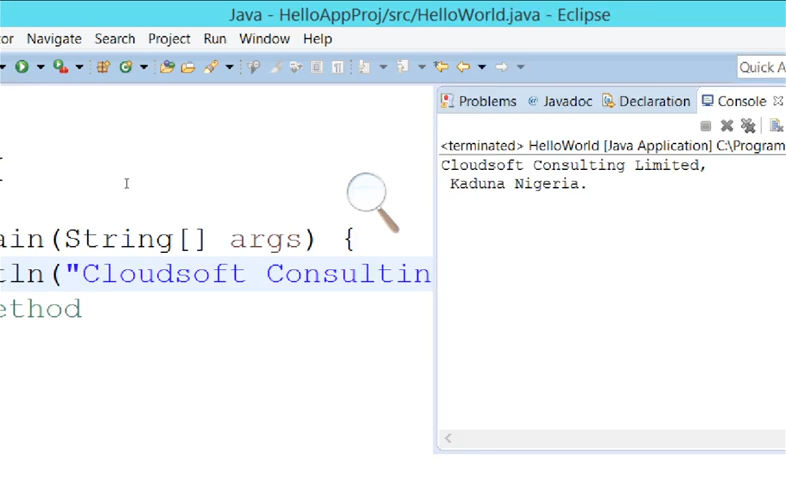 Java - HelloAppProj/src/HelloWorld.java - Eclipse
tor Navigate Search Project Run Window Help
Quick A
Problems @ Javadoc Declaration Console
<terminated> HelloWorld [Java Application] C:\Program
Cloudsoft Consulting Limited,
Kaduna Nigeria.
ain(String[] args) {
tln("Cloudsoft Consultin
ethod